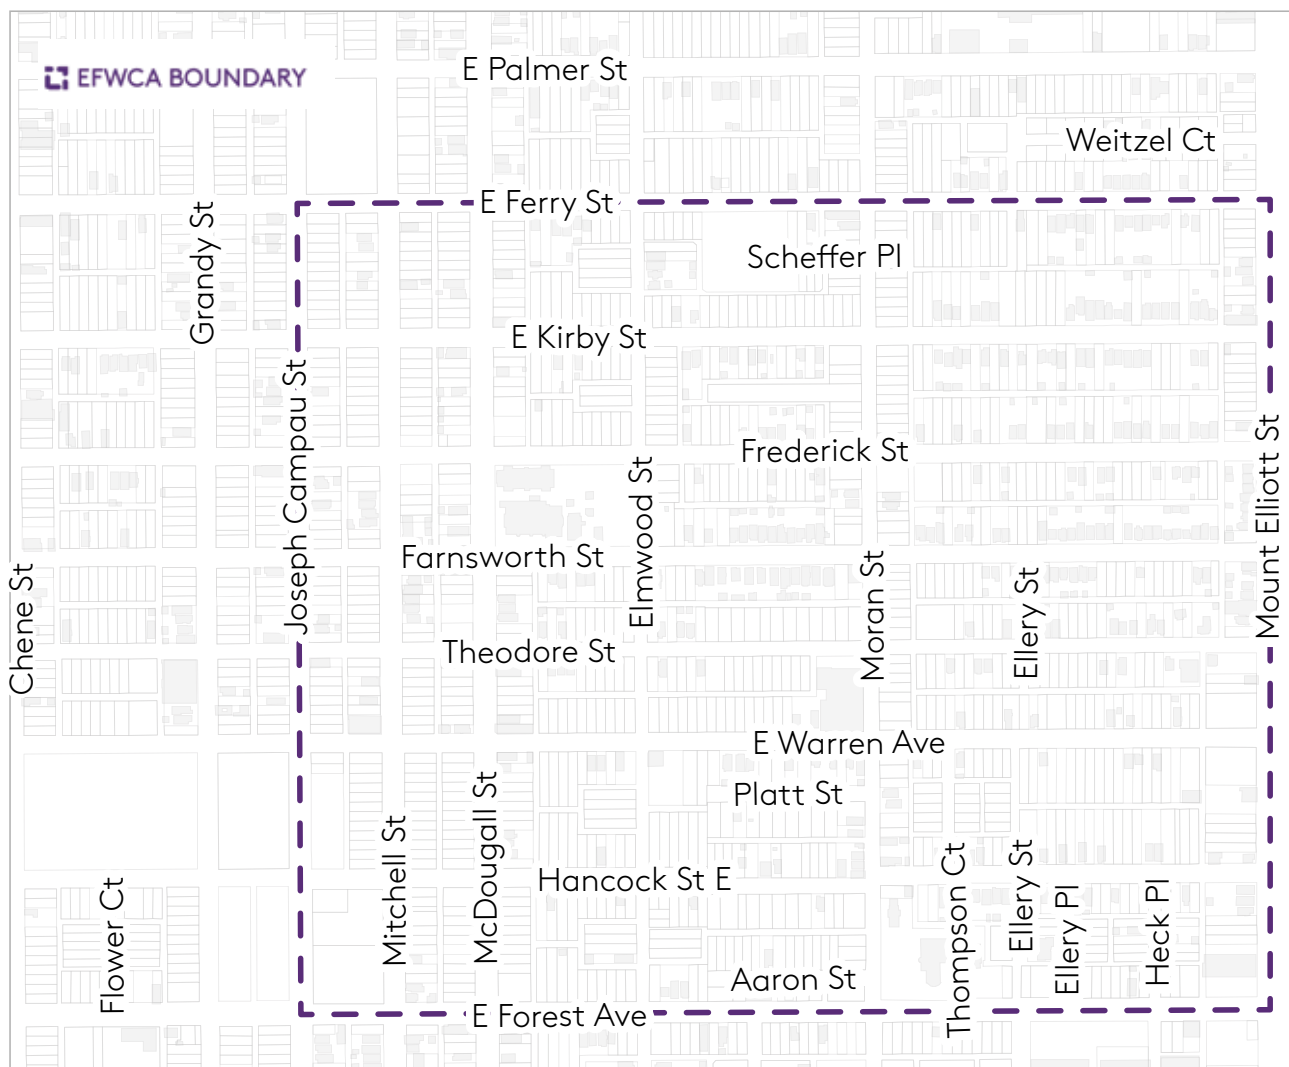 EFWCA BOUNDARY
E Palmer St
Weitzel Ct
E Ferry St
Grandy St
Scheffer Pl
E Kirby St
Joseph Campau St
Mount Elliott St
Frederick St
Elmwood St
Farnsworth St
Moran St
Chene St
Ellery St
Theodore St
E Warren Ave
McDougall St
Platt St
Mitchell St
Thompson Ct
Ellery St
Hancock St E
Flower Ct
Ellery Pl
Heck Pl
Aaron St
E Forest Ave